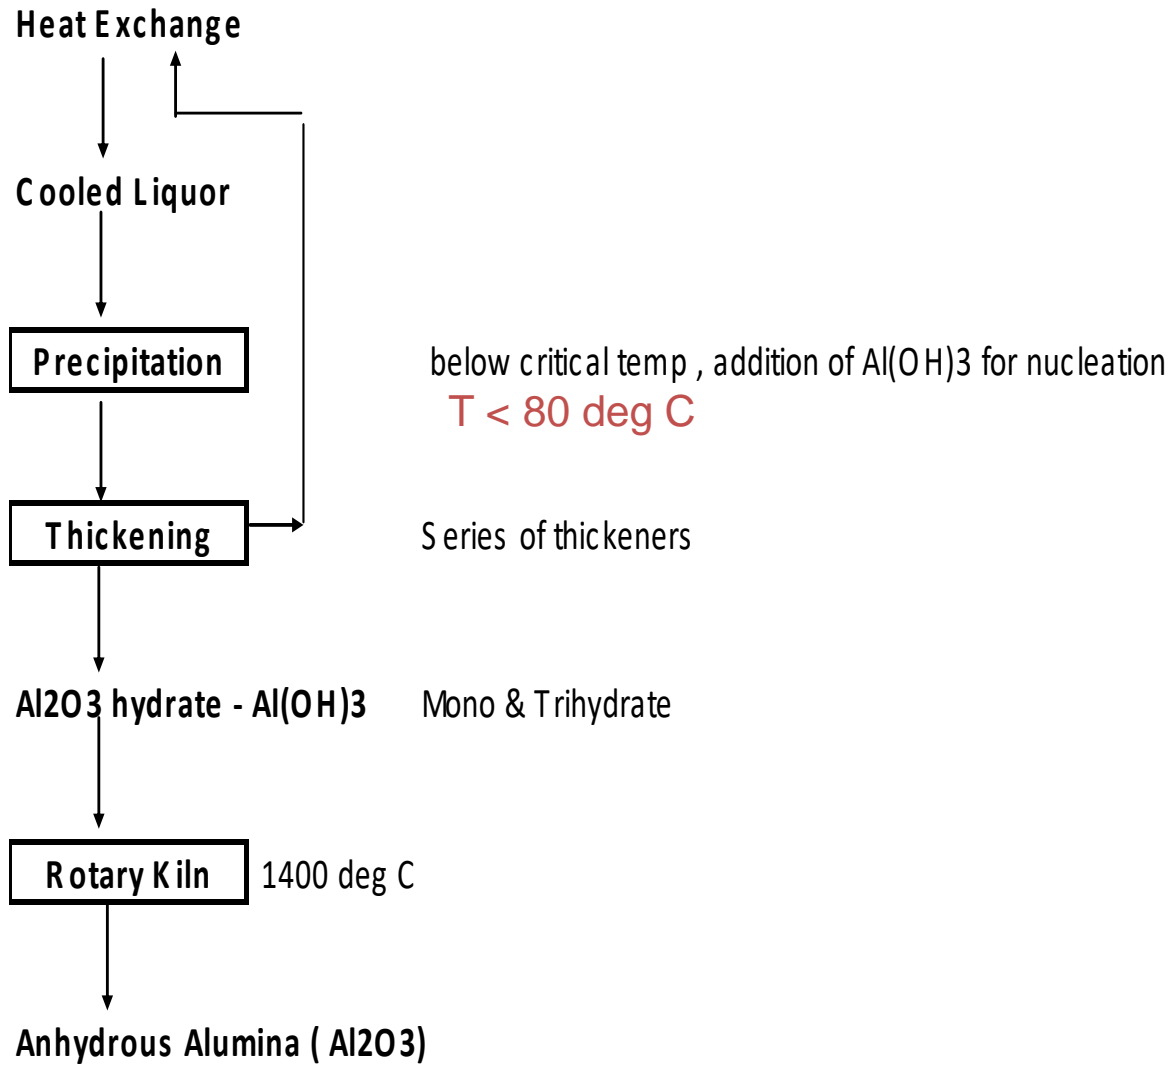 Heat Exchange
Cooled Liquor
Precipitation
below critical temp , addition of Al(OH)3 for nucleation
T < 80 deg C
Thickening
Series of thickeners
Al2O3 hydrate - Al(OH)3 Mono & Trihydrate
Rotary Kiln 1400 deg C
Anhydrous Alumina ( Al2O3)